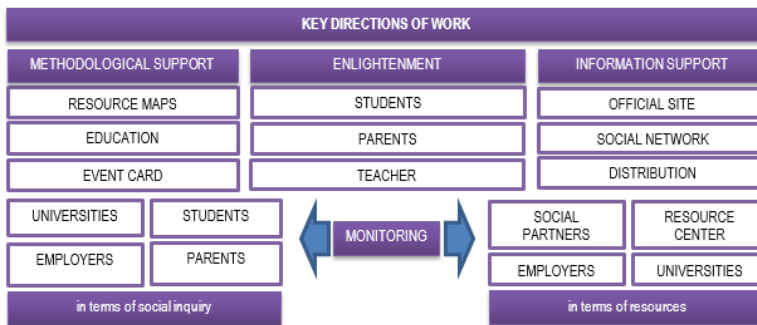 KEY DIRECTIONS OF WORK
METHODOLOGICAL SUPPORT
ENLIGHTENMENT
INFORMATION SUPPORT
RESOURCE MAPS
STUDENTS
OFFICIAL SITE
EDUCATION
PARENTS
SOCIAL NETWORK
EVENT CARD
TEACHER
DISTRIBUTION
UNIVERSITIES
STUDENTS
EMPLOYERS
PARENTS
in terms of social inquiry
MONITORING
SOCIAL
PARTNERS
RESOURCE
CENTER
EMPLOYERS
UNIVERSITIES
in terms of resources